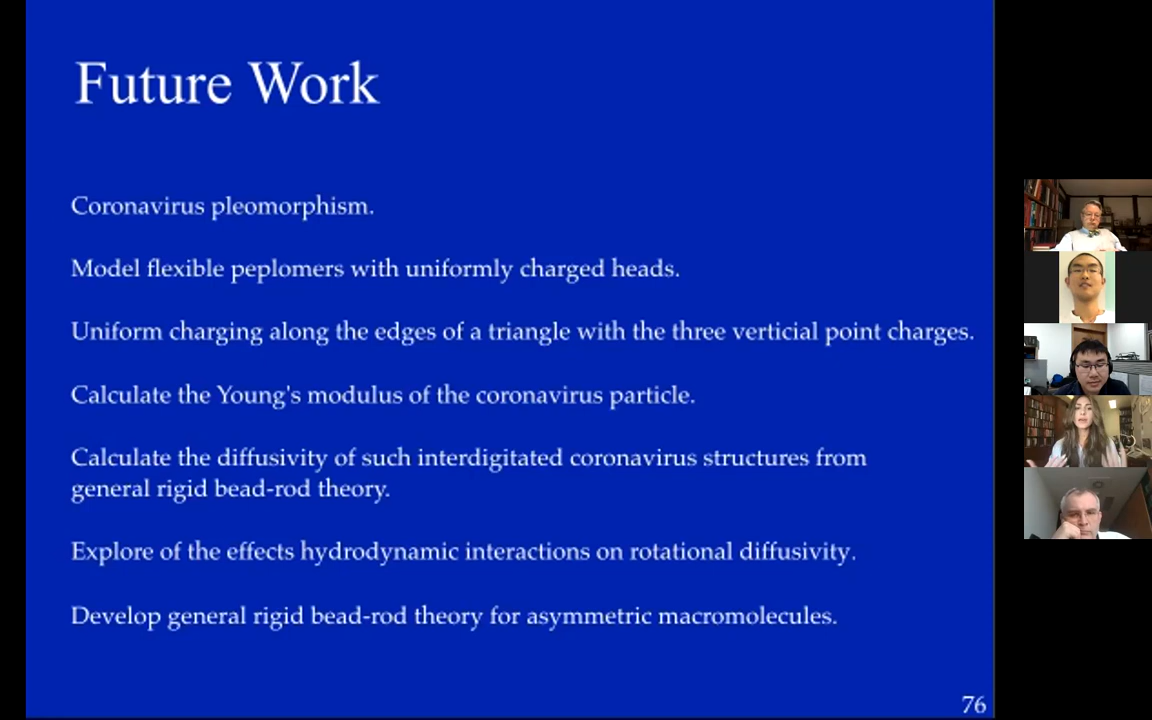 Future Work
Coronavirus pleomorphism.
Model flexible peplomers with uniformly charged heads.
Uniform charging along the edges of a triangle with the three verticial point charges.
Calculate the Young's modulus of the coronavirus particle.
Calculate the diffusivity of such interdigitated coronavirus structures from
general rigid bead-rod theory.
Explore of the effects hydrodynamic interactions on rotational diffusivity.
Develop general rigid bead-rod theory for asymmetric macromolecules.
76